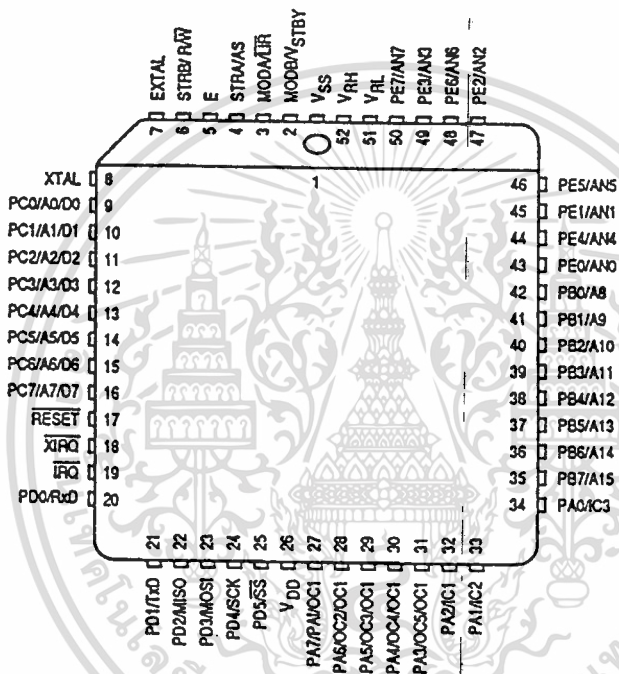 EXTAL
STRB/ R/W̅
E
STRA/AS
MODA/L̅I̅R̅
MODB/VSTBY
VSS
VRH
VRL
PE7/AN7
PE3/AN3
PE6/AN6
PE2/AN2
7 6 5 4 3 2 52 51 50 49 48 47
1
XTAL 8
PC0/A0/D0 9
PC1/A1/D1 10
PC2/A2/D2 11
PC3/A3/D3 12
PC4/A4/D4 13
PC5/A5/D5 14
PC6/A6/D6 15
PC7/A7/D7 16
R̅E̅S̅E̅T̅ 17
X̅I̅R̅Q̅ 18
I̅R̅Q̅ 19
PD0/RxD 20
46 PE5/AN5
45 PE1/AN1
44 PE4/AN4
43 PE0/AN0
42 PB0/A8
41 PB1/A9
40 PB2/A10
39 PB3/A11
38 PB4/A12
37 PB5/A13
36 PB6/A14
35 PB7/A15
34 PA0/IC3
21 22 23 24 25 26 27 28 29 30 31 32 33
PD1/TxD
PD2/MISO
PD3/MOSI
PD4/SCK
PD5/S̅S̅
VDD
PA7/PAI/OC1
PA6/OC2/OC1
PA5/OC3/OC1
PA4/OC4/OC1
PA3/OC5/OC1
PA2/IC1
PA1/IC2